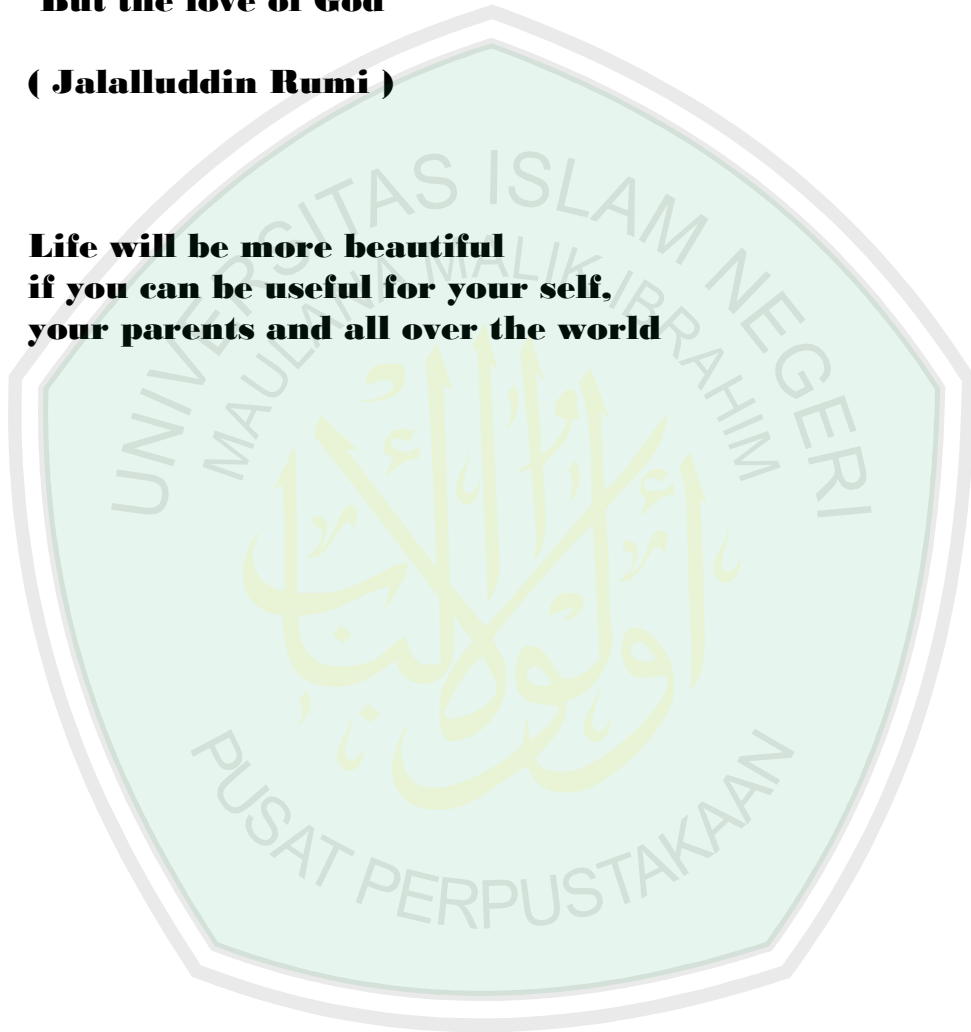 But the love of God
( Jalalluddin Rumi )
Life will be more beautiful
if you can be useful for your self,
your parents and all over the world
UNIVERSITAS ISLAM NEGERI
MAULANA MALIK IBRAHIM
PUSAT PERPUSTAKAAN